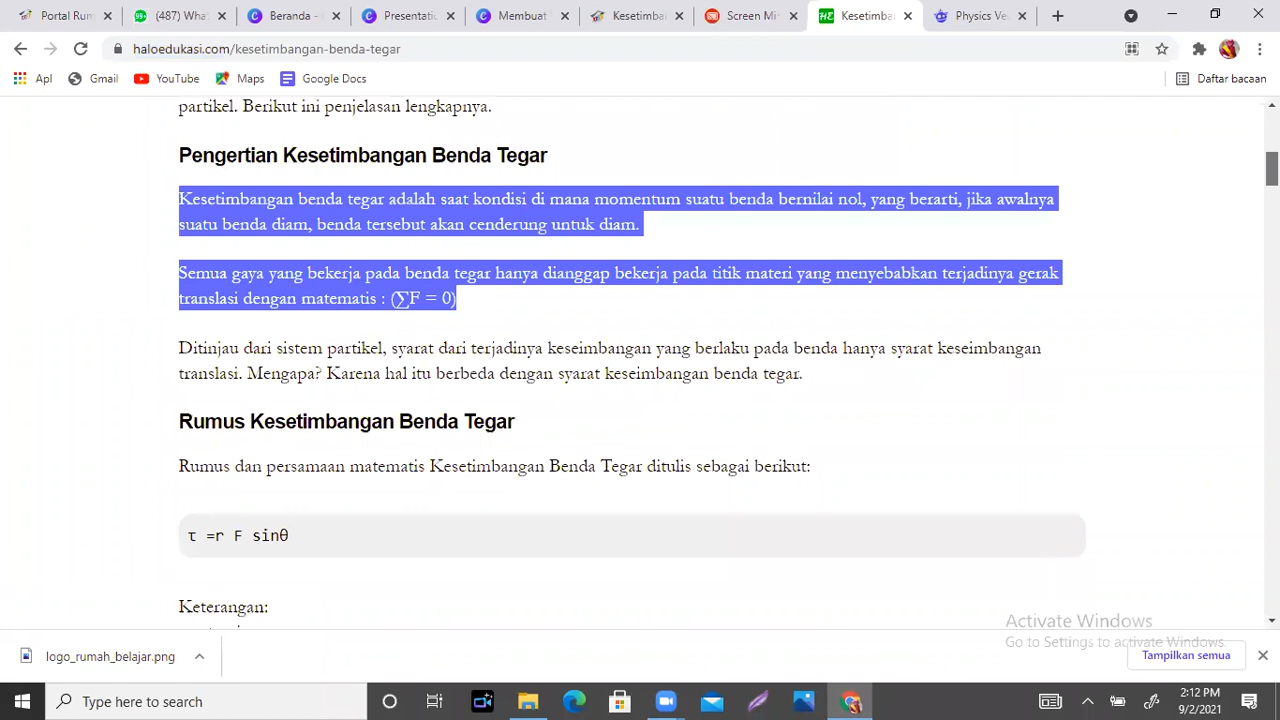 Portal Rum
(487) What
Beranda -
Presentatio
Membuat
Kesetimban
Screen Mi
Kesetimba
Physics Ve
haloedukasi.com/kesetimbangan-benda-tegar
Apl
Gmail
YouTube
Maps
Google Docs
Daftar bacaan
partikel. Berikut ini penjelasan lengkapnya.
Pengertian Kesetimbangan Benda Tegar
Kesetimbangan benda tegar adalah saat kondisi di mana momentum suatu benda bernilai nol, yang berarti, jika awalnya
suatu benda diam, benda tersebut akan cenderung untuk diam.
Semua gaya yang bekerja pada benda tegar hanya dianggap bekerja pada titik materi yang menyebabkan terjadinya gerak
translasi dengan matematis : (∑F = 0)
Ditinjau dari sistem partikel, syarat dari terjadinya keseimbangan yang berlaku pada benda hanya syarat keseimbangan
translasi. Mengapa? Karena hal itu berbeda dengan syarat keseimbangan benda tegar.
Rumus Kesetimbangan Benda Tegar
Rumus dan persamaan matematis Kesetimbangan Benda Tegar ditulis sebagai berikut:
τ =r F sinθ
Keterangan:
Activate Windows
Go to Settings to activate Windows.
logo_rumah_belajar.png
Tampilkan semua
Type here to search
2:12 PM
9/2/2021